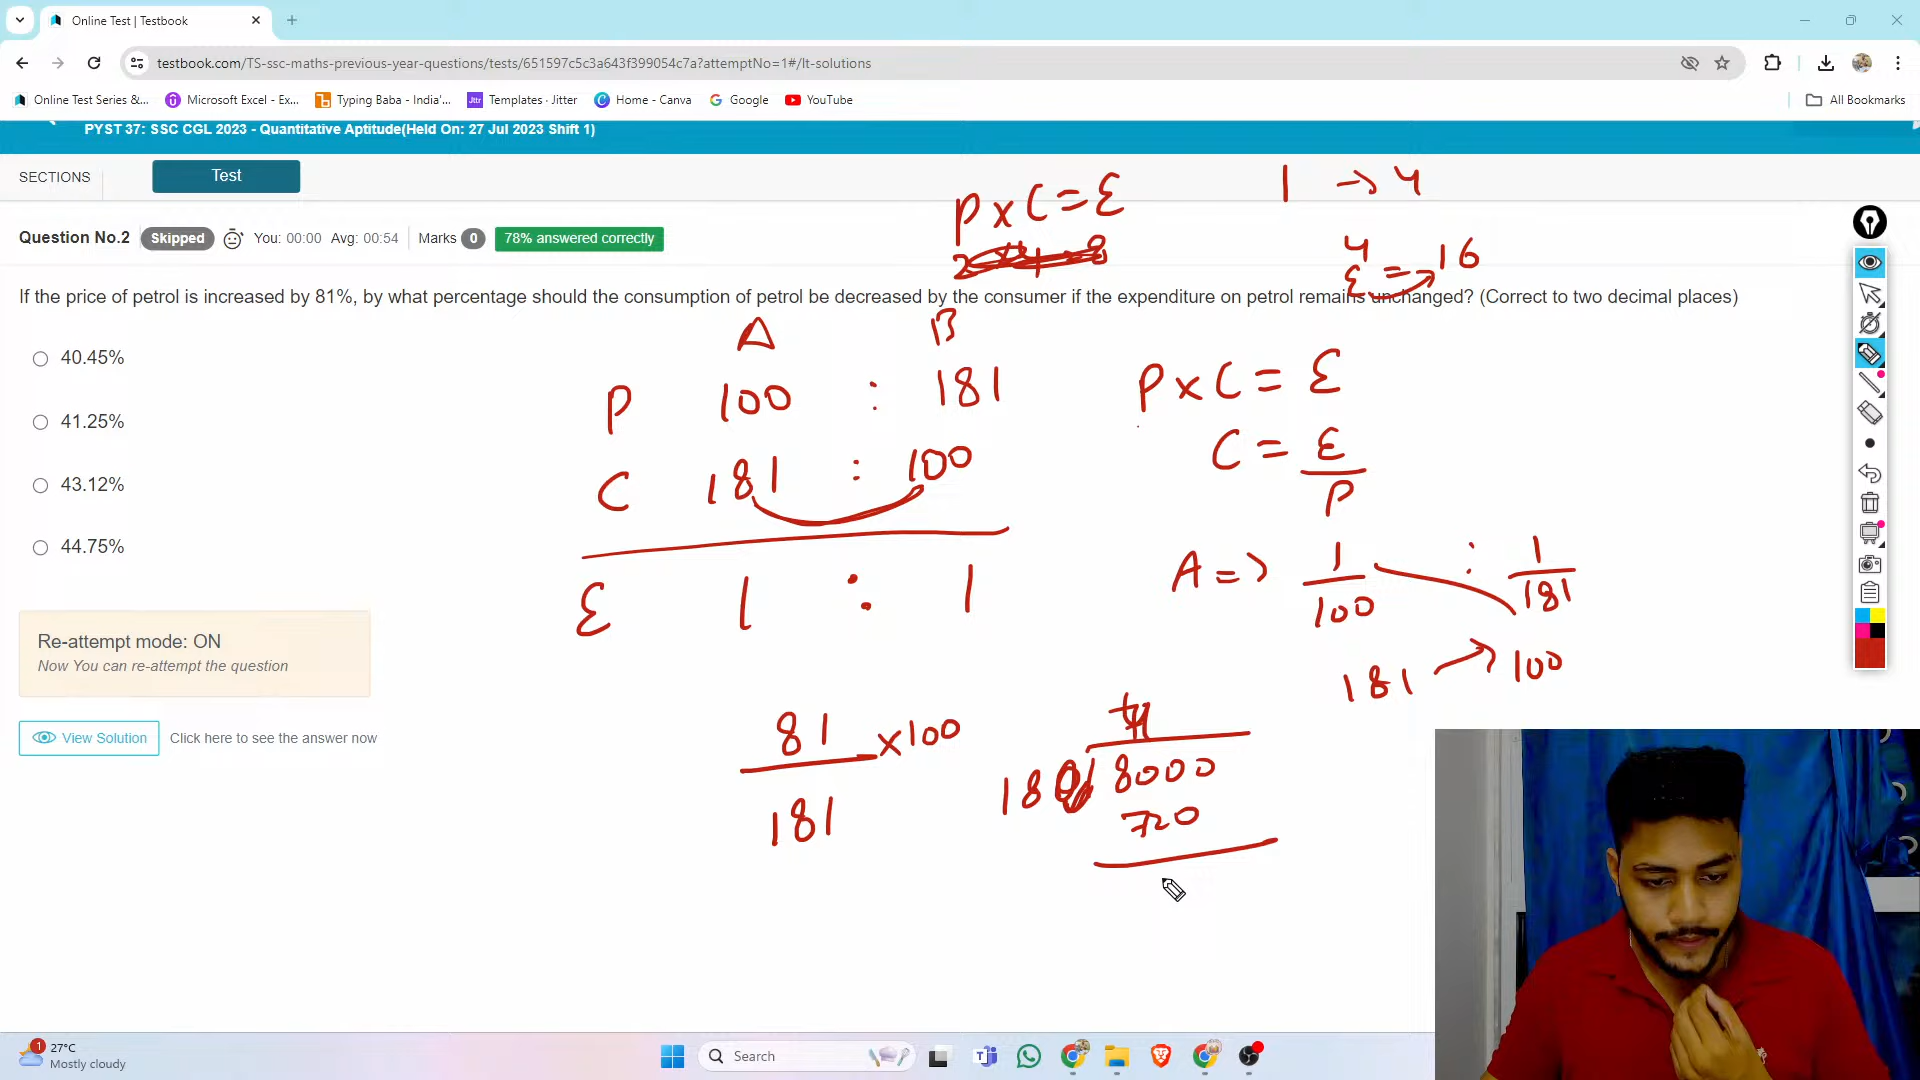 Online Test | Testbook
testbook.com/TS-ssc-maths-previous-year-questions/tests/651597c5c3a643f399054c7a?attemptNo=1#/lt-solutions
Online Test Series &... Microsoft Excel - Ex... Typing Baba - India'... Jttr Templates · Jitter Home - Canva Google YouTube All Bookmarks
PYST 37: SSC CGL 2023 - Quantitative Aptitude(Held On: 27 Jul 2023 Shift 1)
SECTIONS Test
P x C = E 1 → 4
Question No.2 Skipped You: 00:00 Avg: 00:54 Marks 0 78% answered correctly
4
E = 16
If the price of petrol is increased by 81%, by what percentage should the consumption of petrol be decreased by the consumer if the expenditure on petrol remains unchanged? (Correct to two decimal places)
A B
40.45%
P 100 : 181 P x C = E
41.25%
C 181 : 100 C = E/P
43.12%
44.75%
E 1 : 1 A => 1/100 : 1/181
181 → 100
Re-attempt mode: ON
Now You can re-attempt the question
View Solution Click here to see the answer now
81/181 x 100
8000
720
1 27°C
Mostly cloudy
Search